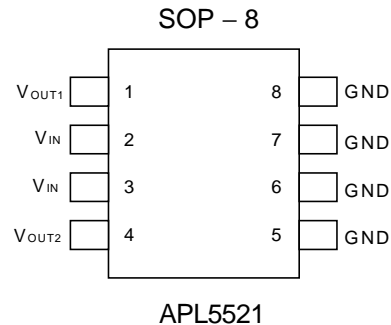 SOP – 8
VOUT1 1 8 GND
VIN 2 7 GND
VIN 3 6 GND
VOUT2 4 5 GND
APL5521